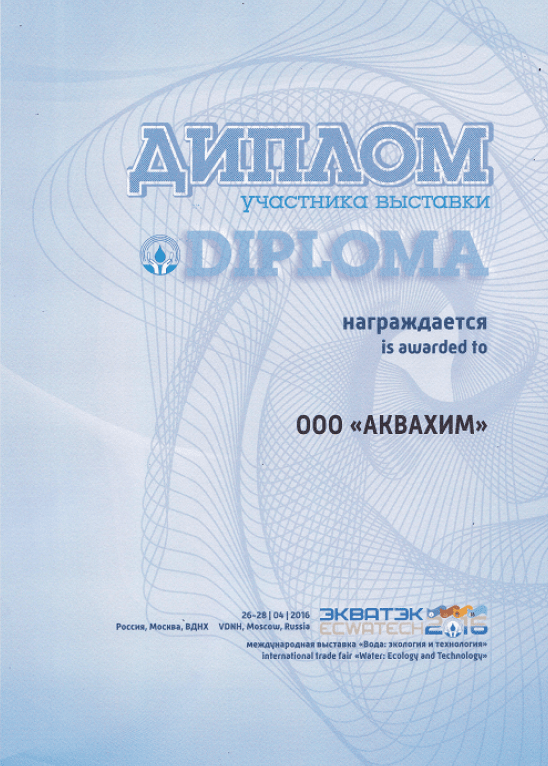 ДИПЛОМ
участника выставки
DIPLOMA
награждается
is awarded to
ООО «АКВАХИМ»
26-28 | 04 | 2016
Россия, Москва, ВДНХ VDNH, Moscow, Russia
ЭКВАТЭК
ECWATECH 2016
международная выставка «Вода: экология и технология»
international trade fair «Water: Ecology and Technology»